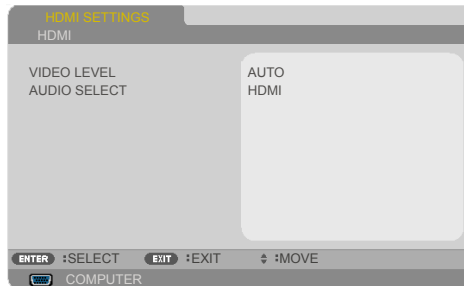 HDMI SETTINGS
HDMI
VIDEO LEVEL AUTO
AUDIO SELECT HDMI
ENTER :SELECT EXIT :EXIT :MOVE
COMPUTER